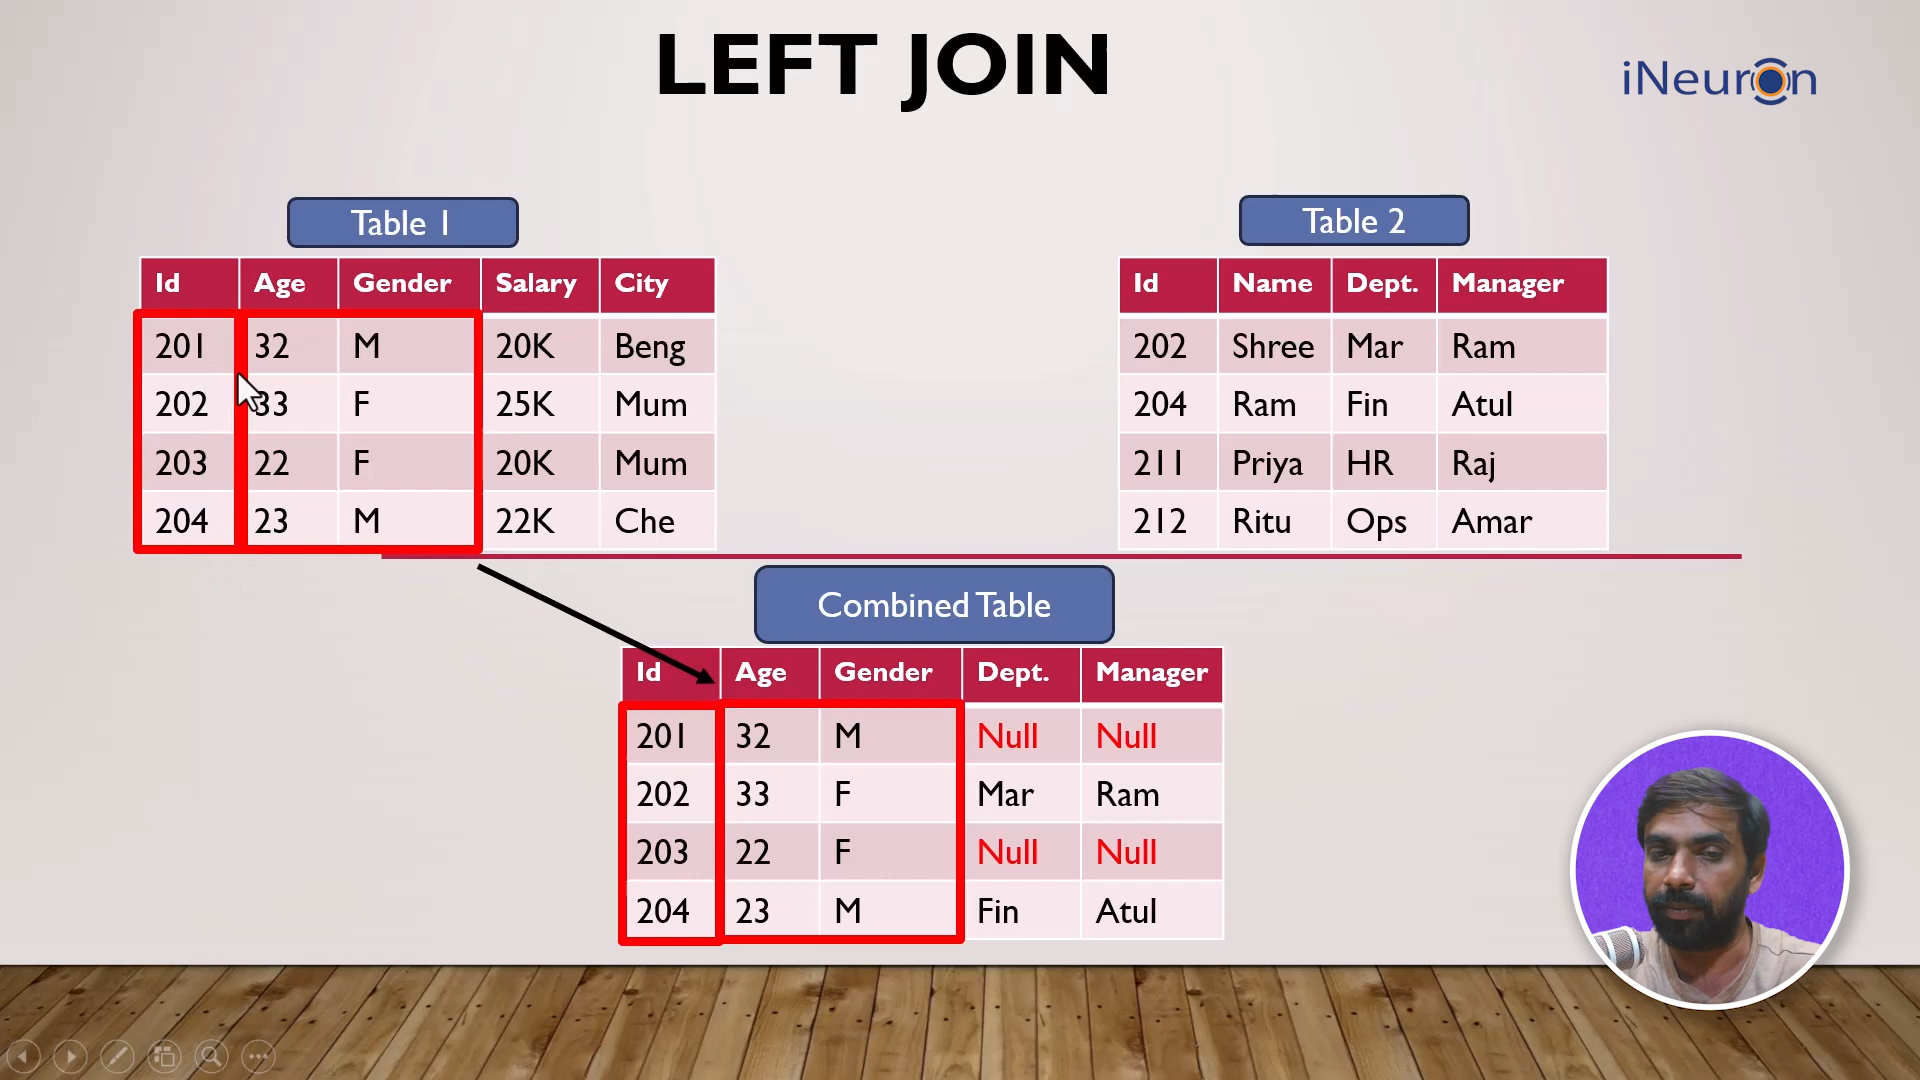 LEFT JOIN
iNeuron
Table 1
Id Age Gender Salary City
201 32 M 20K Beng
202 33 F 25K Mum
203 22 F 20K Mum
204 23 M 22K Che
Table 2
Id Name Dept. Manager
202 Shree Mar Ram
204 Ram Fin Atul
211 Priya HR Raj
212 Ritu Ops Amar
Combined Table
Id Age Gender Dept. Manager
201 32 M Null Null
202 33 F Mar Ram
203 22 F Null Null
204 23 M Fin Atul